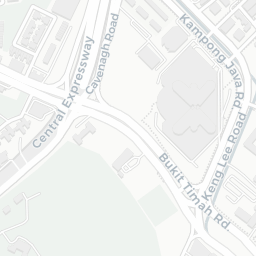 Kampong Java Rd
Cavenagh Road
Central Expressway
Keng Lee Road
Bukit Timah Rd.